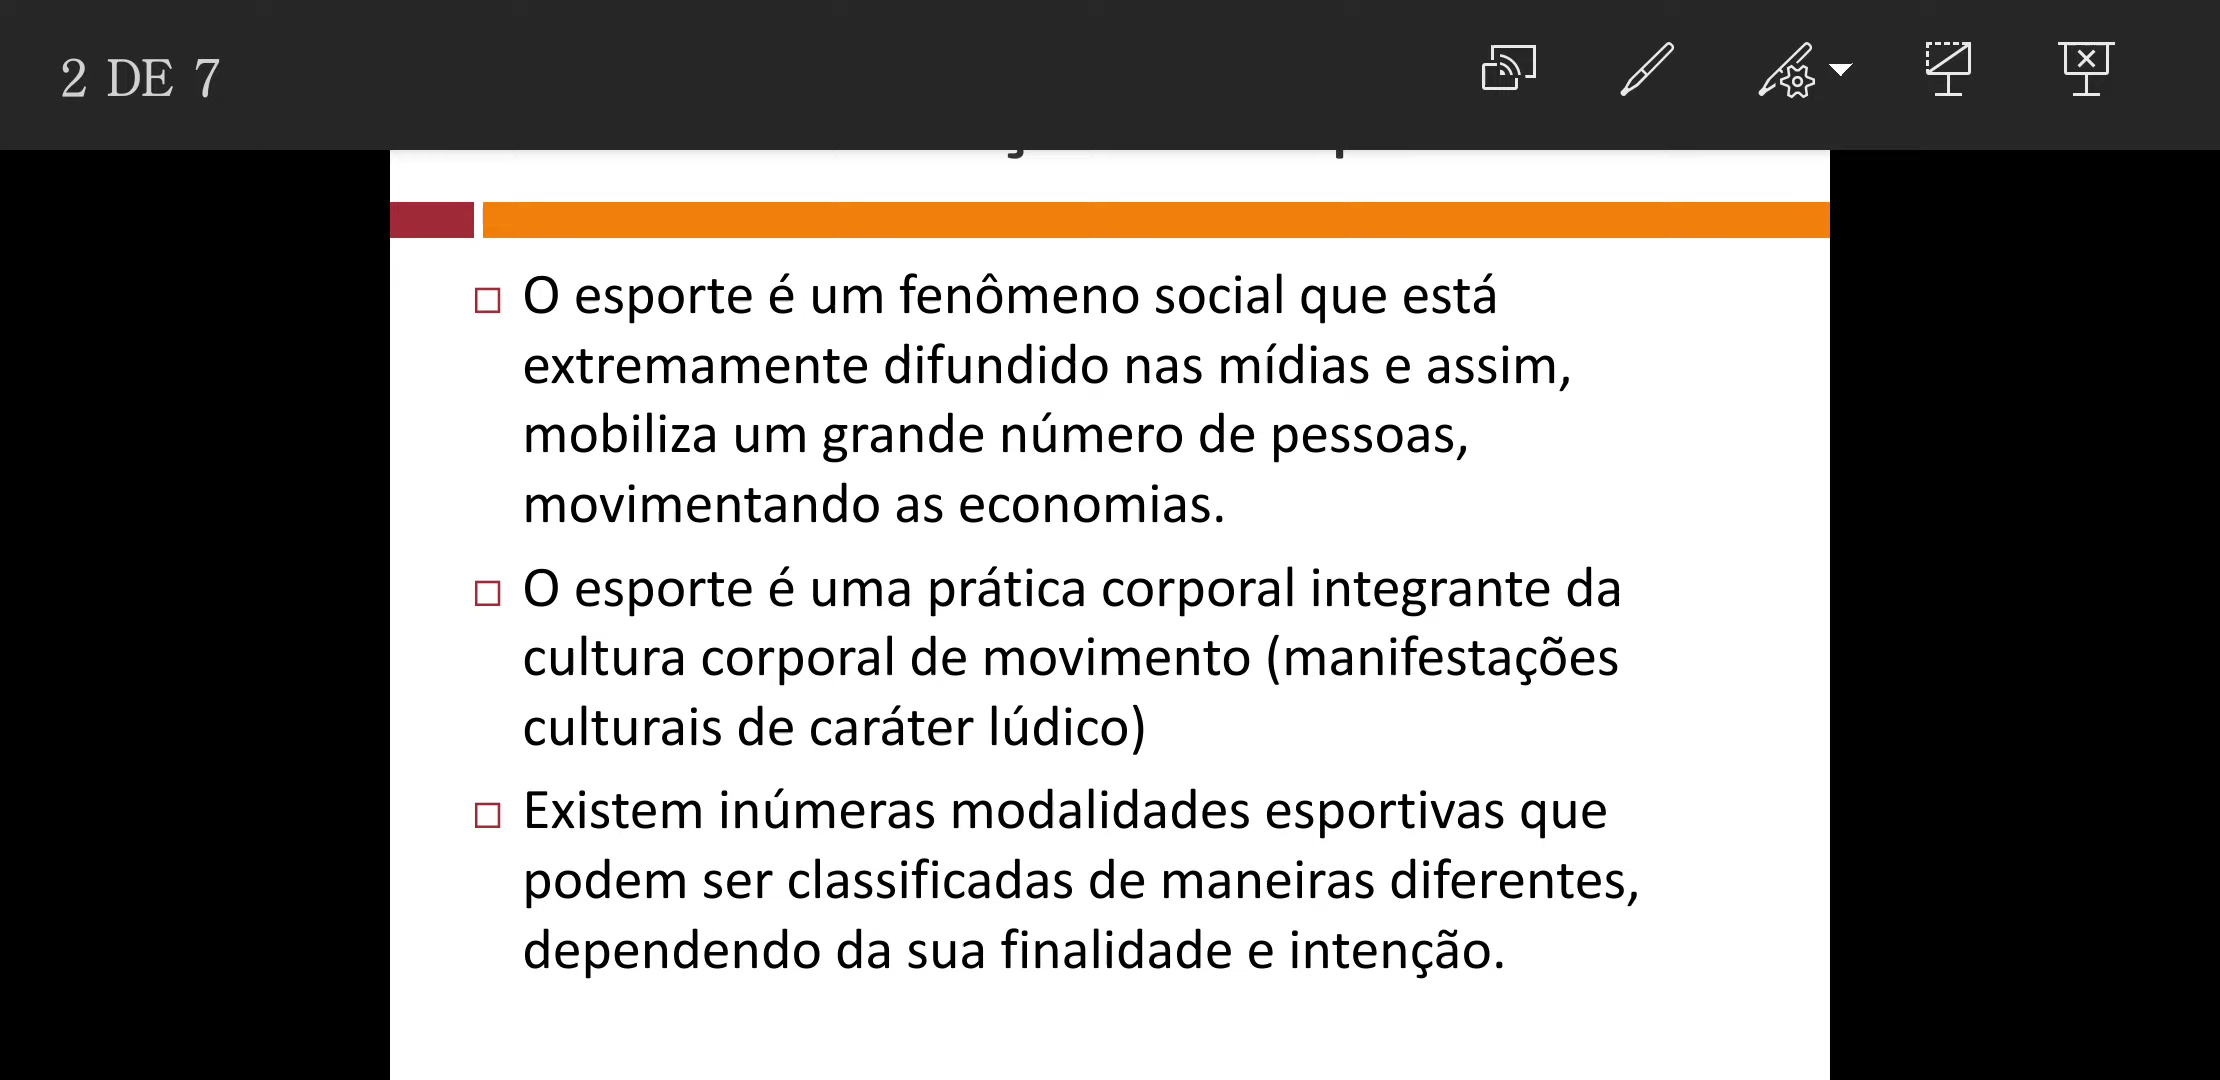 2 DE 7
O esporte é um fenômeno social que está
extremamente difundido nas mídias e assim,
mobiliza um grande número de pessoas,
movimentando as economias.
O esporte é uma prática corporal integrante da
cultura corporal de movimento (manifestações
culturais de caráter lúdico)
Existem inúmeras modalidades esportivas que
podem ser classificadas de maneiras diferentes,
dependendo da sua finalidade e intenção.